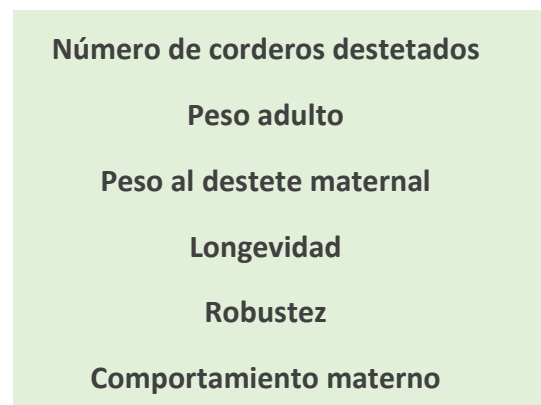 Número de corderos destetados
Peso adulto
Peso al destete maternal
Longevidad
Robustez
Comportamiento materno